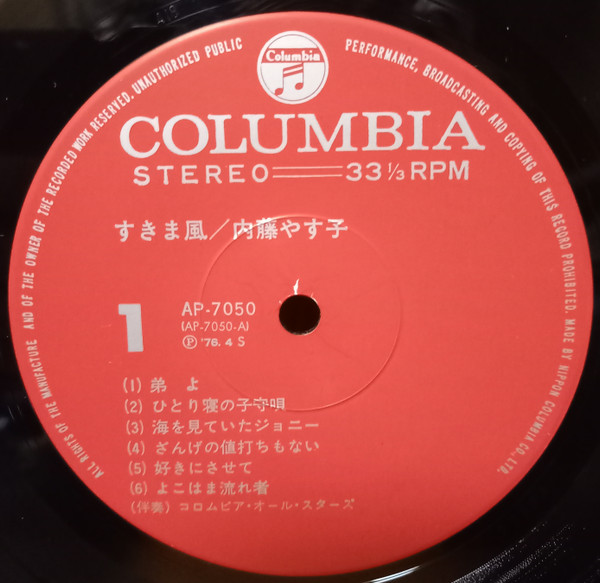 ALL RIGHTS OF THE MANUFACTURE AND OF THE OWNER OF THE RECORDED WORK RESERVED. UNAUTHORIZED PUBLIC PERFORMANCE, BROADCASTING AND COPYING OF THIS RECORD PROHIBITED. MADE BY NIPPON COLUMBIA CO., LTD.
Columbia
COLUMBIA
STEREO 33 1/3 RPM
すきま風／内藤やす子
1
AP-7050
(AP-7050-A)
Ⓟ '76. 4 S
(1) 弟 よ
(2) ひとり寝の子守唄
(3) 海を見ていたジョニー
(4) ざんげの値打ちもない
(5) 好きにさせて
(6) よこはま流れ者
(伴奏) コロムビア・オール・スターズ